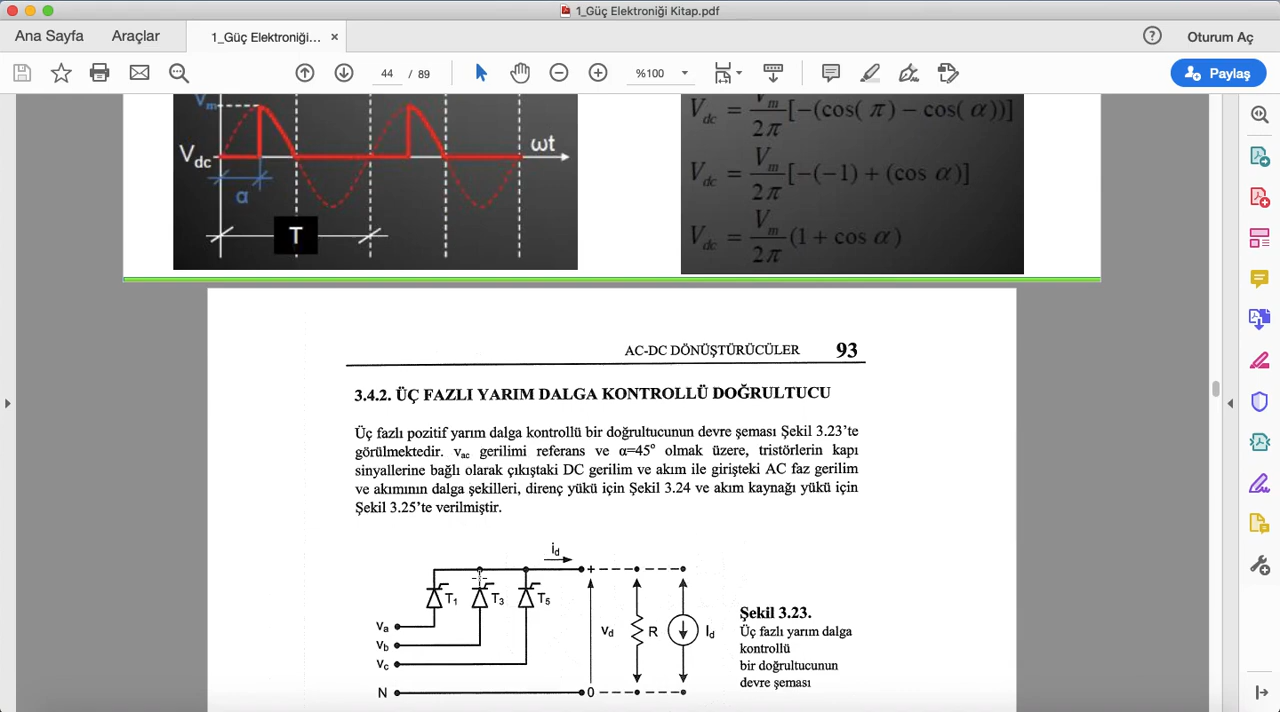 1_Güç Elektroniği Kitap.pdf
Ana Sayfa Araçlar 1_Güç Elektroniği... × Oturum Aç
44 / 89 %100 Paylaş
Vm
Vdc ωt
α
T
Vdc = Vm/2π [-(cos( π) − cos( α))]
Vdc = Vm/2π [-(-1) + (cos α)]
Vdc = Vm/2π (1 + cos α)
AC-DC DÖNÜŞTÜRÜCÜLER 93
3.4.2. ÜÇ FAZLI YARIM DALGA KONTROLLÜ DOĞRULTUCU
Üç fazlı pozitif yarım dalga kontrollü bir doğrultucunun devre şeması Şekil 3.23’te
görülmektedir. vac gerilimi referans ve α=45° olmak üzere, tristörlerin kapı
sinyallerine bağlı olarak çıkıştaki DC gerilim ve akım ile girişteki AC faz gerilim
ve akımının dalga şekilleri, direnç yükü için Şekil 3.24 ve akım kaynağı yükü için
Şekil 3.25’te verilmiştir.
id
+
T1 T3 T5
va
vb
vc
N
vd R Id
0
Şekil 3.23.
Üç fazlı yarım dalga
kontrollü
bir doğrultucunun
devre şeması